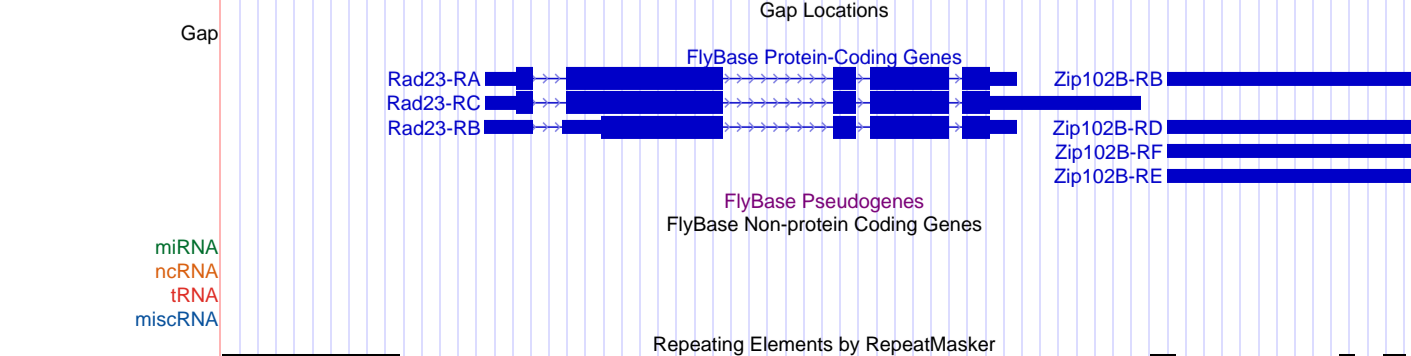 Gap Locations
Gap
FlyBase Protein-Coding Genes
Rad23-RA Zip102B-RB
Rad23-RC
Rad23-RB Zip102B-RD
Zip102B-RF
Zip102B-RE
FlyBase Pseudogenes
FlyBase Non-protein Coding Genes
miRNA
ncRNA
tRNA
miscRNA
Repeating Elements by RepeatMasker